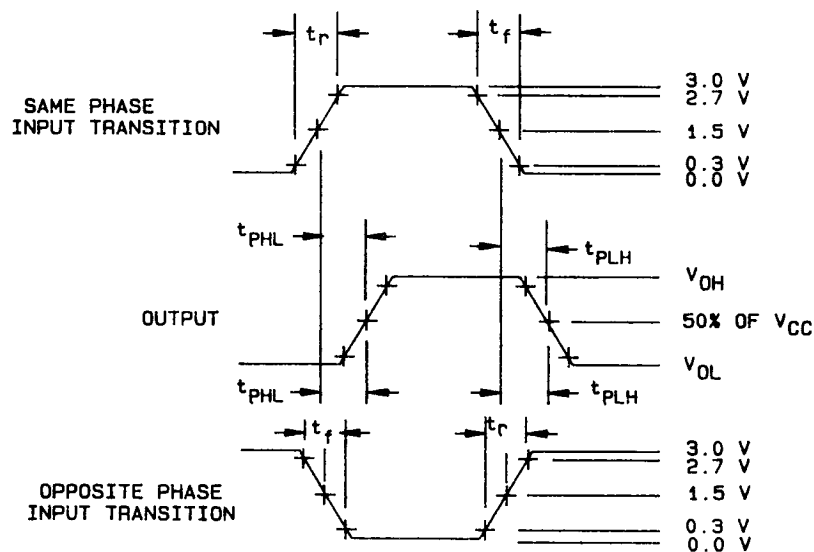 t_r
t_f
SAME PHASE
INPUT TRANSITION
3.0 V
2.7 V
1.5 V
0.3 V
0.0 V
t_PHL
t_PLH
OUTPUT
V_OH
50% OF V_CC
V_OL
t_PHL
t_PLH
t_f
t_r
OPPOSITE PHASE
INPUT TRANSITION
3.0 V
2.7 V
1.5 V
0.3 V
0.0 V